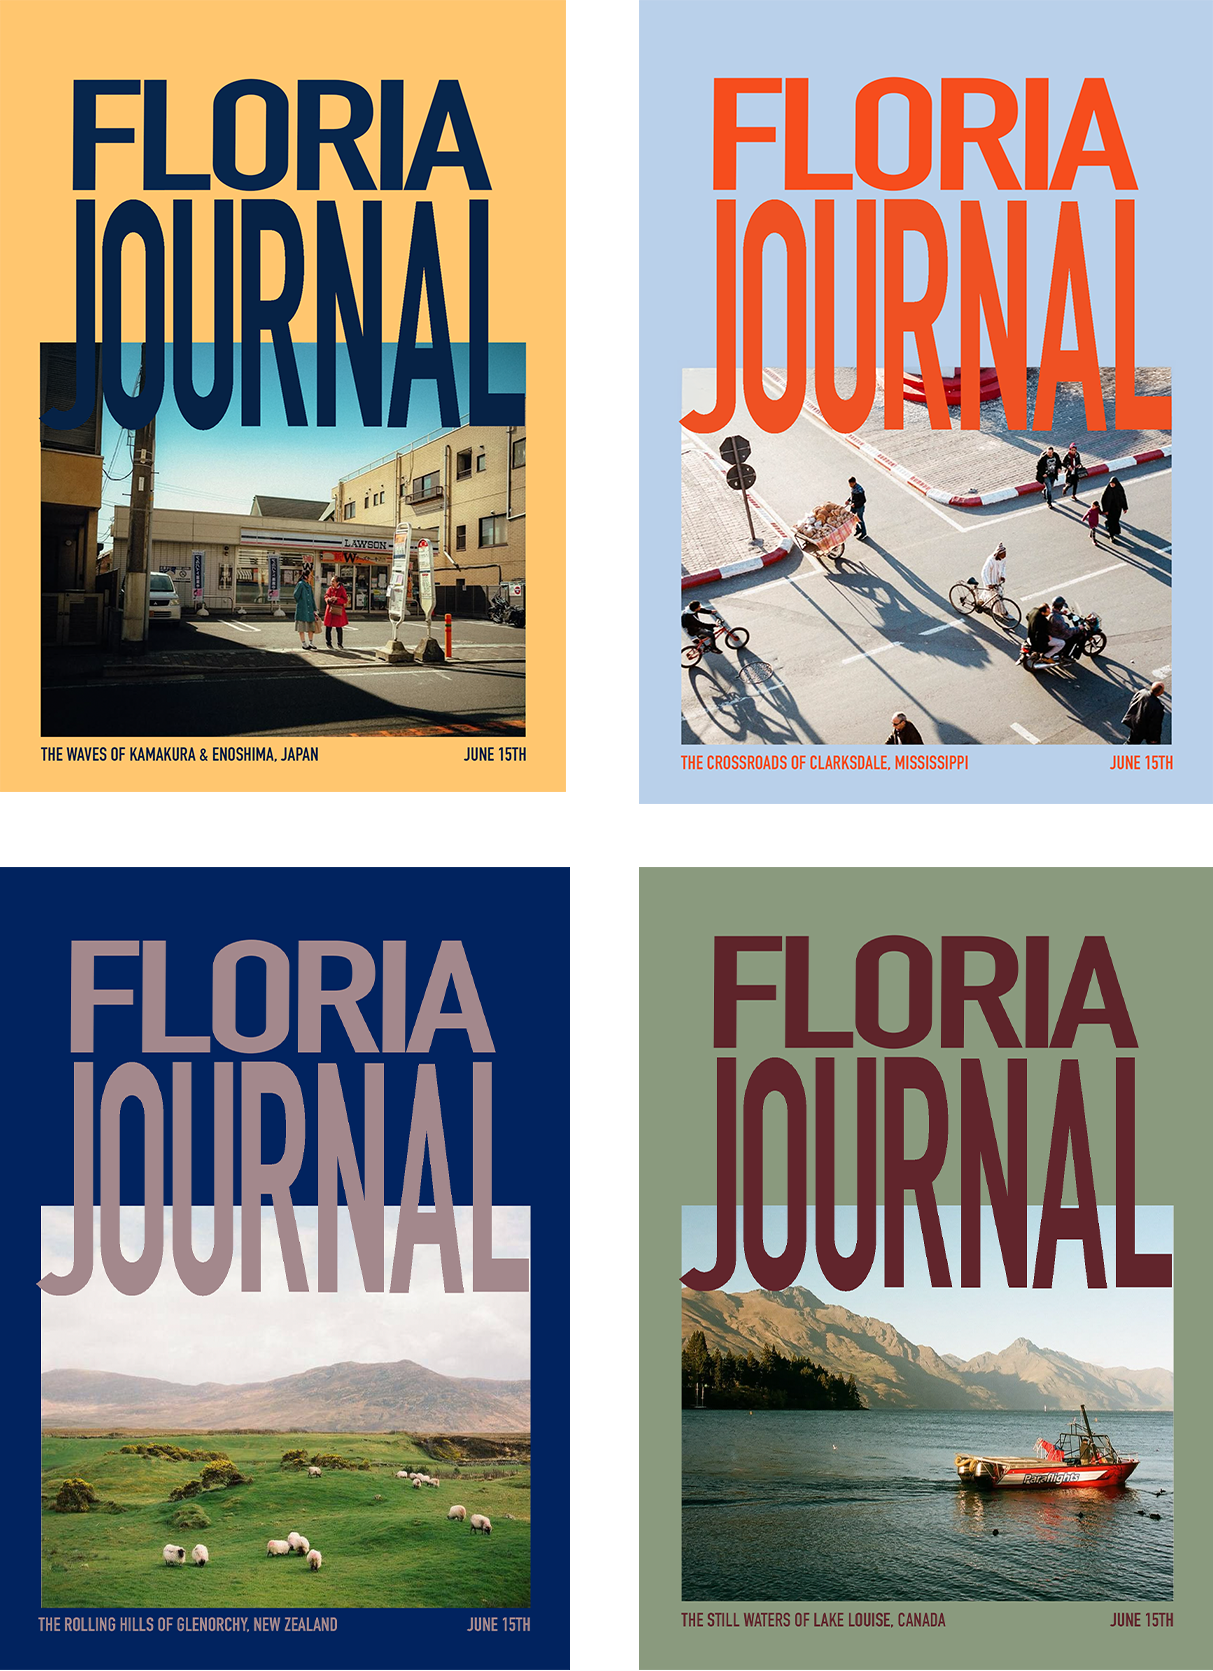 FLORIA
JOURNAL
LAWSON
THE WAVES OF KAMAKURA & ENOSHIMA, JAPAN
JUNE 15TH
FLORIA
JOURNAL
THE CROSSROADS OF CLARKSDALE, MISSISSIPPI
JUNE 15TH
FLORIA
JOURNAL
THE ROLLING HILLS OF GLENORCHY, NEW ZEALAND
JUNE 15TH
FLORIA
JOURNAL
Paraflights
THE STILL WATERS OF LAKE LOUISE, CANADA
JUNE 15TH